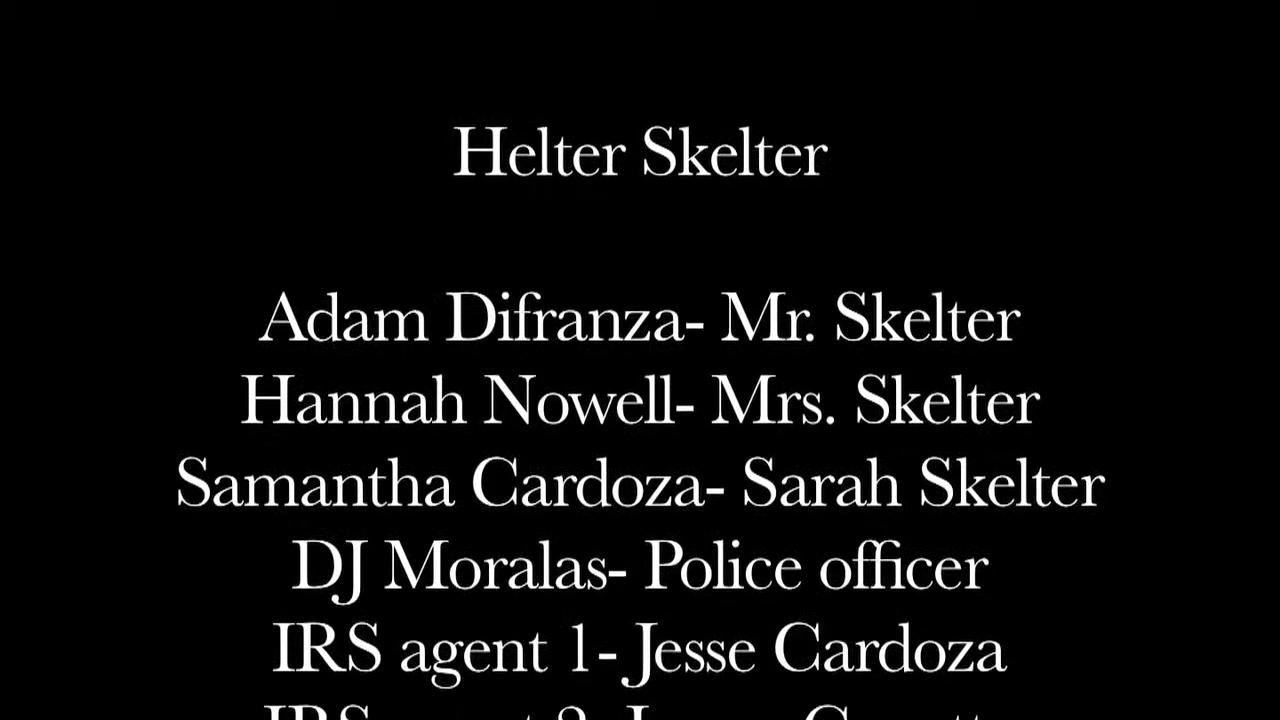 Helter Skelter
Adam Difranza- Mr. Skelter
Hannah Nowell- Mrs. Skelter
Samantha Cardoza- Sarah Skelter
DJ Moralas- Police officer
IRS agent 1- Jesse Cardoza